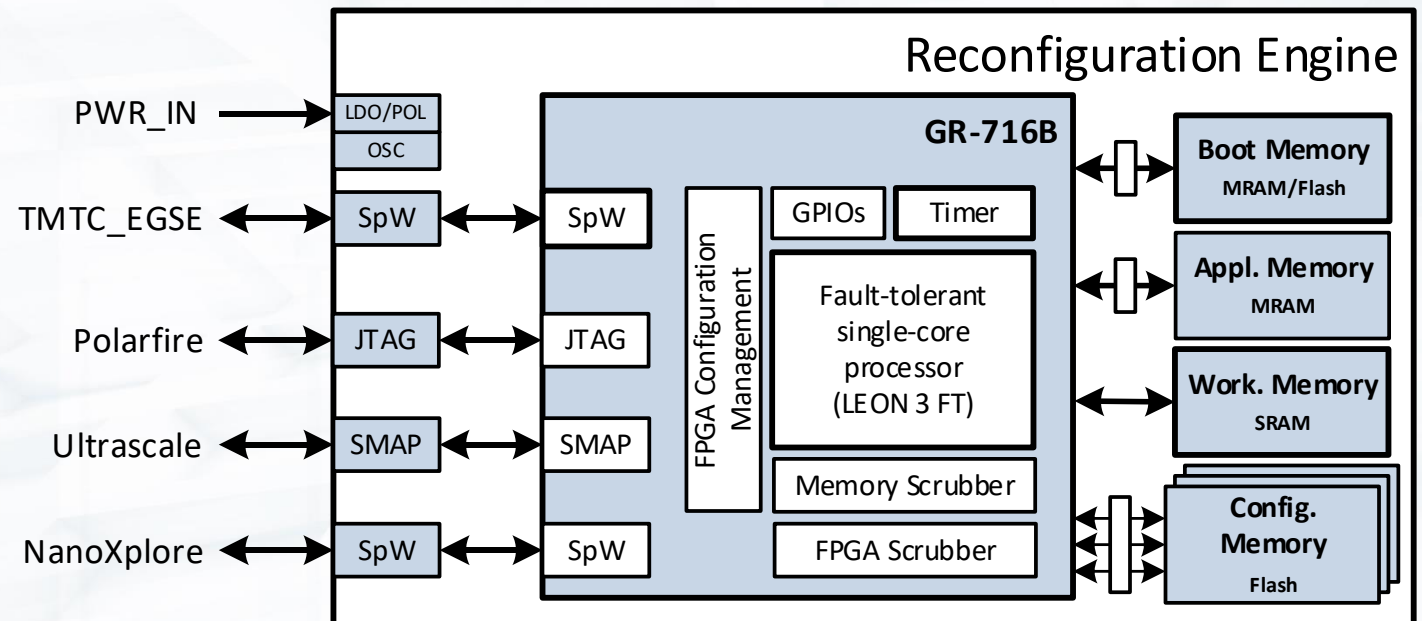 Reconfiguration Engine
PWR_IN
LDO/POL
OSC
TMTC_EGSE
SpW
SpW
Polarfire
JTAG
JTAG
Ultrascale
SMAP
SMAP
NanoXplore
SpW
SpW
GR-716B
FPGA Configuration
Management
GPIOs
Timer
Fault-tolerant
single-core
processor
(LEON 3 FT)
Memory Scrubber
FPGA Scrubber
Boot Memory
MRAM/Flash
Appl. Memory
MRAM
Work. Memory
SRAM
Config.
Memory
Flash